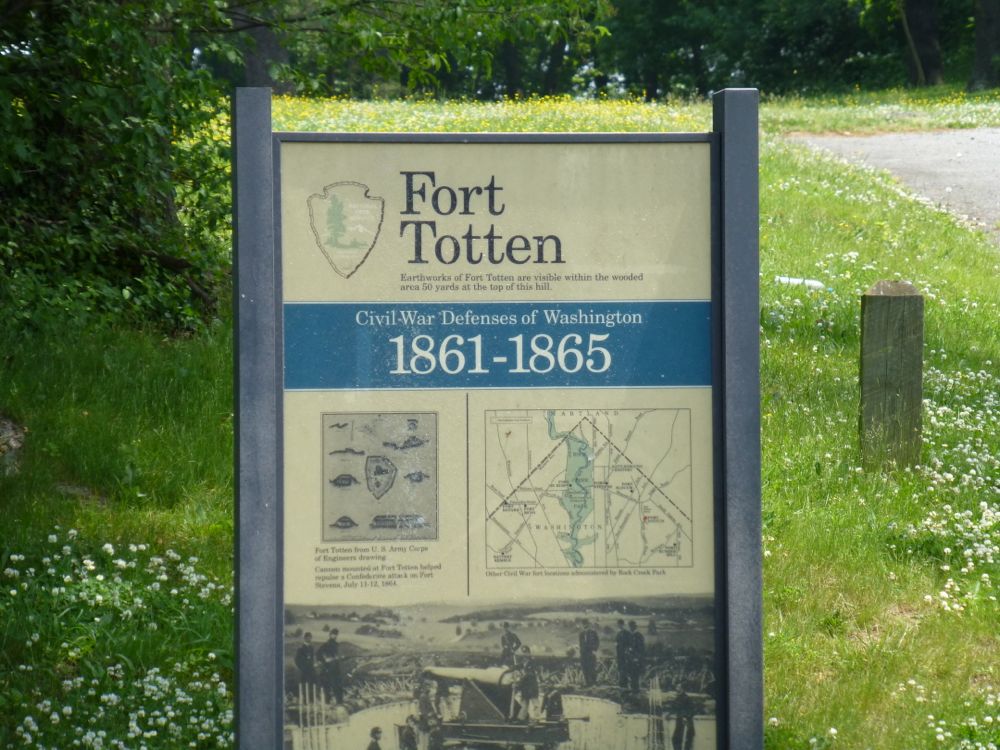 Fort
Totten
Earthworks of Fort Totten are visible within the wooded
area 50 yards at the top of this hill.
Civil War Defenses of Washington
1861-1865
MARYLAND
WASHINGTON
Fort Totten from U. S. Army Corps
of Engineers drawing
Cannon mounted at Fort Totten helped
repulse a Confederate attack on Fort
Stevens, July 11-12, 1864.
Other Civil War fort locations administered by Rock Creek Park